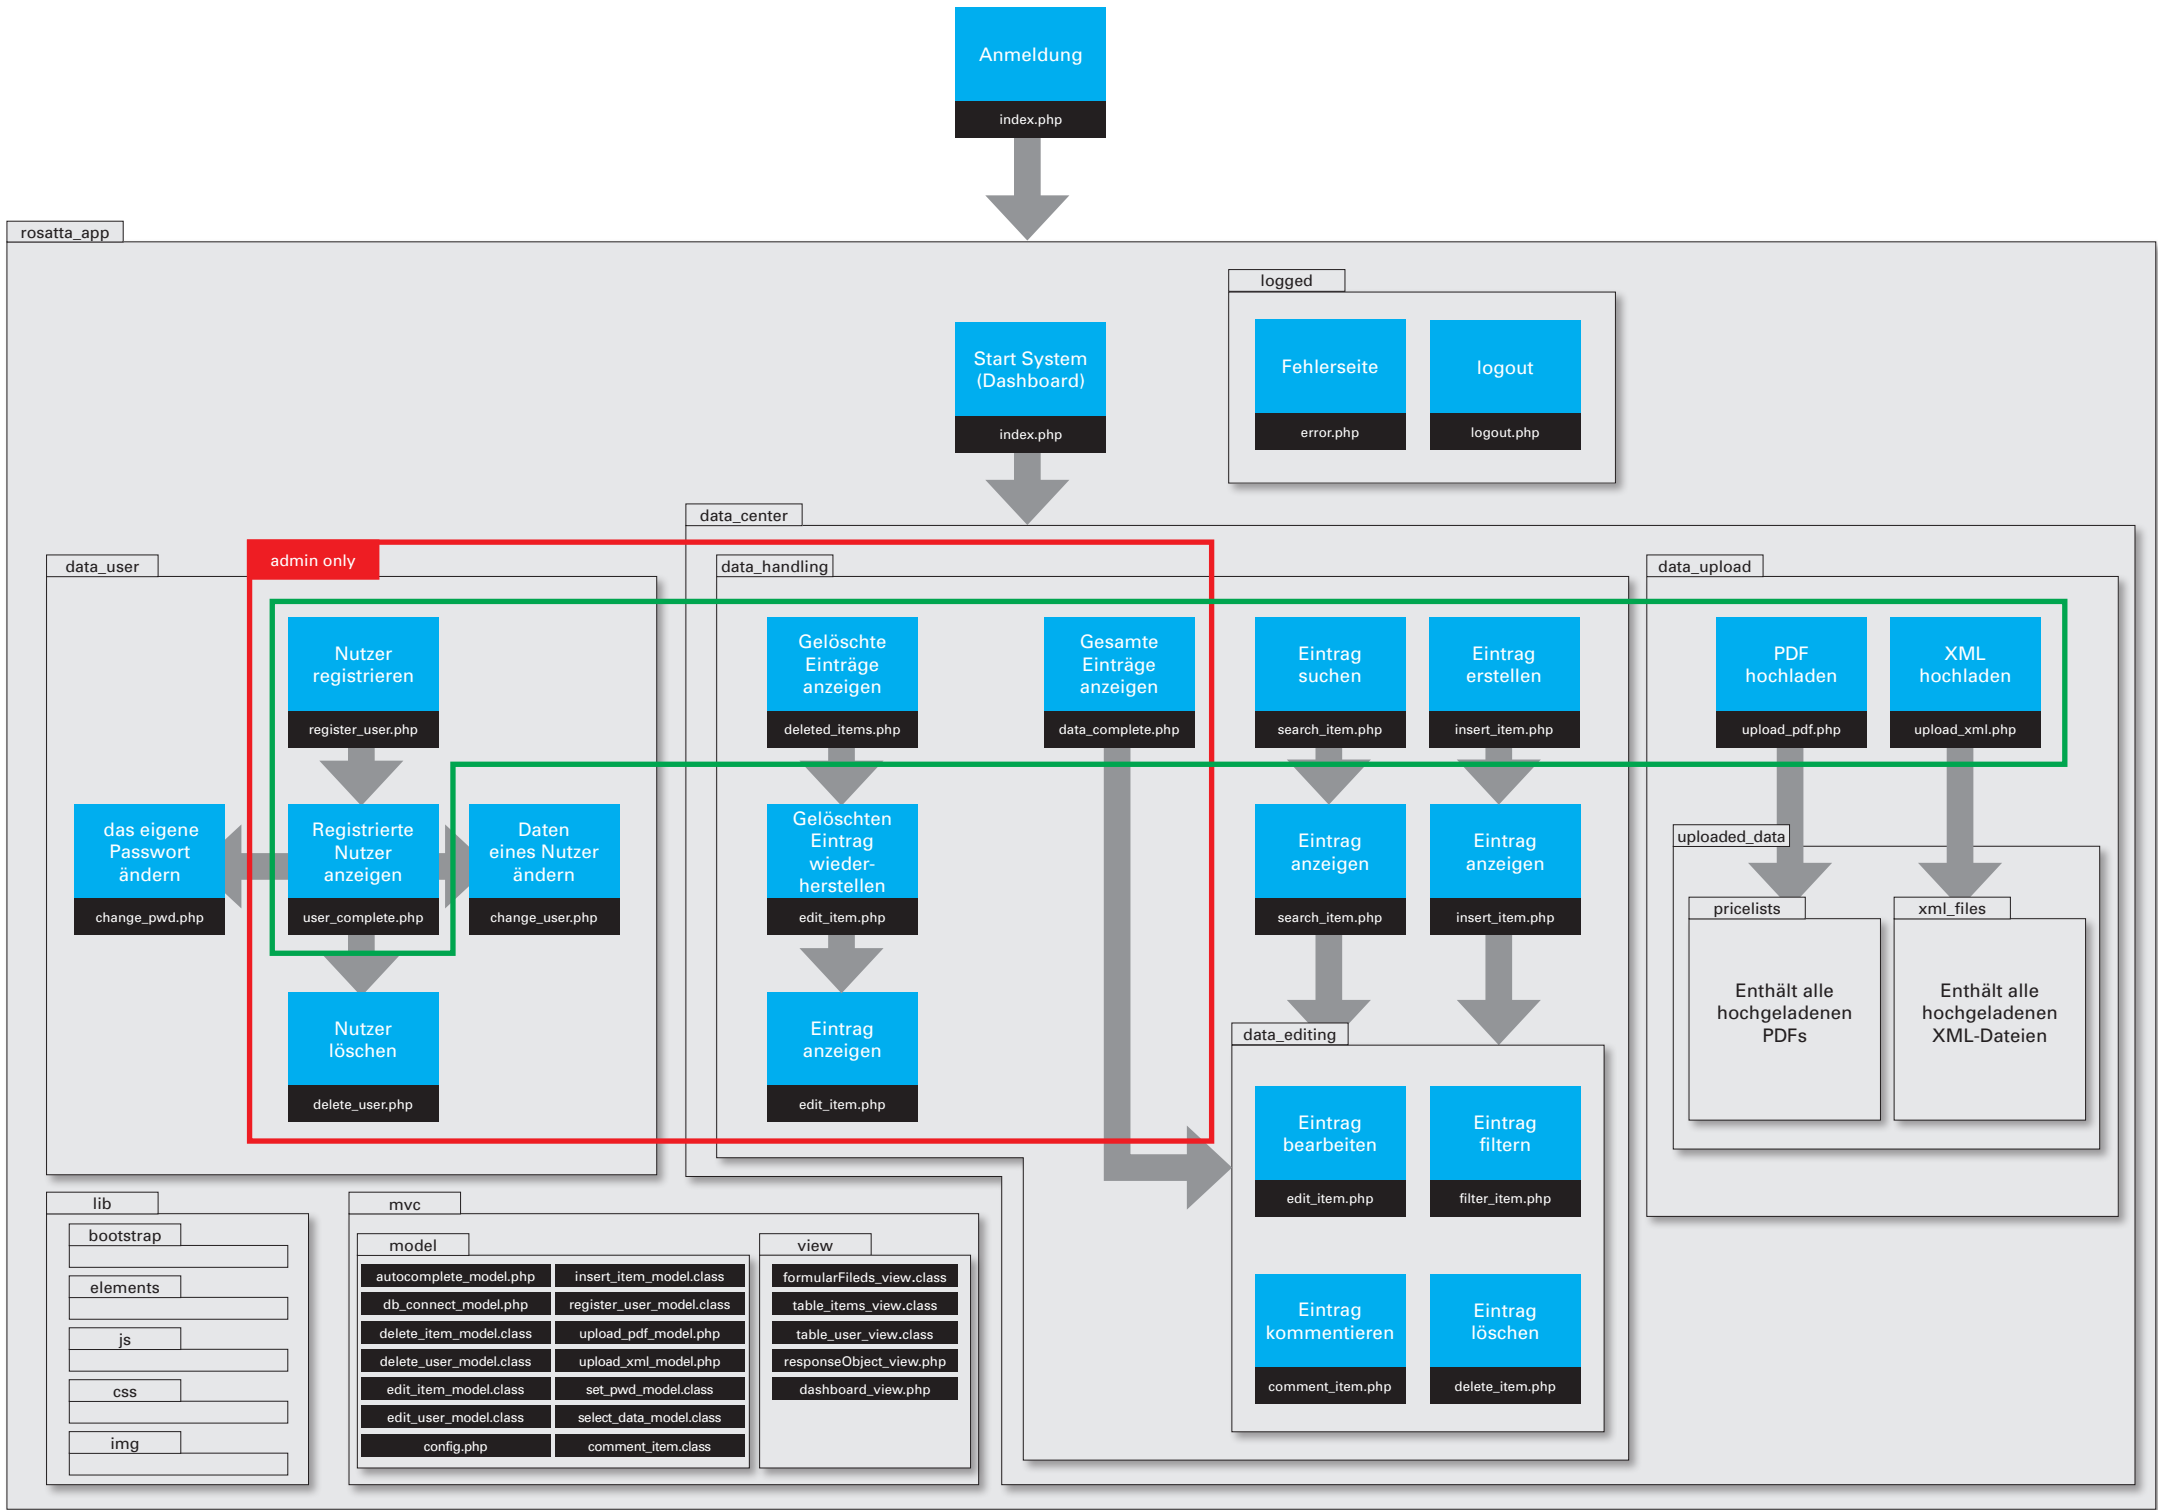 Anmeldung
index.php
rosatta_app
logged
Start System
(Dashboard)
index.php
Fehlerseite
error.php
logout
logout.php
data_center
data_user
admin only
data_handling
data_upload
Nutzer
registrieren
register_user.php
Gelöschte
Einträge
anzeigen
deleted_items.php
Gesamte
Einträge
anzeigen
data_complete.php
Eintrag
suchen
search_item.php
Eintrag
erstellen
insert_item.php
PDF
hochladen
upload_pdf.php
XML
hochladen
upload_xml.php
das eigene
Passwort
ändern
change_pwd.php
Registrierte
Nutzer
anzeigen
user_complete.php
Daten
eines Nutzer
ändern
change_user.php
Gelöschten
Eintrag
wieder-
herstellen
edit_item.php
Eintrag
anzeigen
search_item.php
Eintrag
anzeigen
insert_item.php
uploaded_data
pricelists
Enthält alle
hochgeladenen
PDFs
xml_files
Enthält alle
hochgeladenen
XML-Dateien
Nutzer
löschen
delete_user.php
Eintrag
anzeigen
edit_item.php
data_editing
Eintrag
bearbeiten
edit_item.php
Eintrag
filtern
filter_item.php
Eintrag
kommentieren
comment_item.php
Eintrag
löschen
delete_item.php
lib
bootstrap
elements
js
css
img
mvc
model
autocomplete_model.php
db_connect_model.php
delete_item_model.class
delete_user_model.class
edit_item_model.class
edit_user_model.class
config.php
insert_item_model.class
register_user_model.class
upload_pdf_model.php
upload_xml_model.php
set_pwd_model.class
select_data_model.class
comment_item.class
view
formularFileds_view.class
table_items_view.class
table_user_view.class
responseObject_view.php
dashboard_view.php